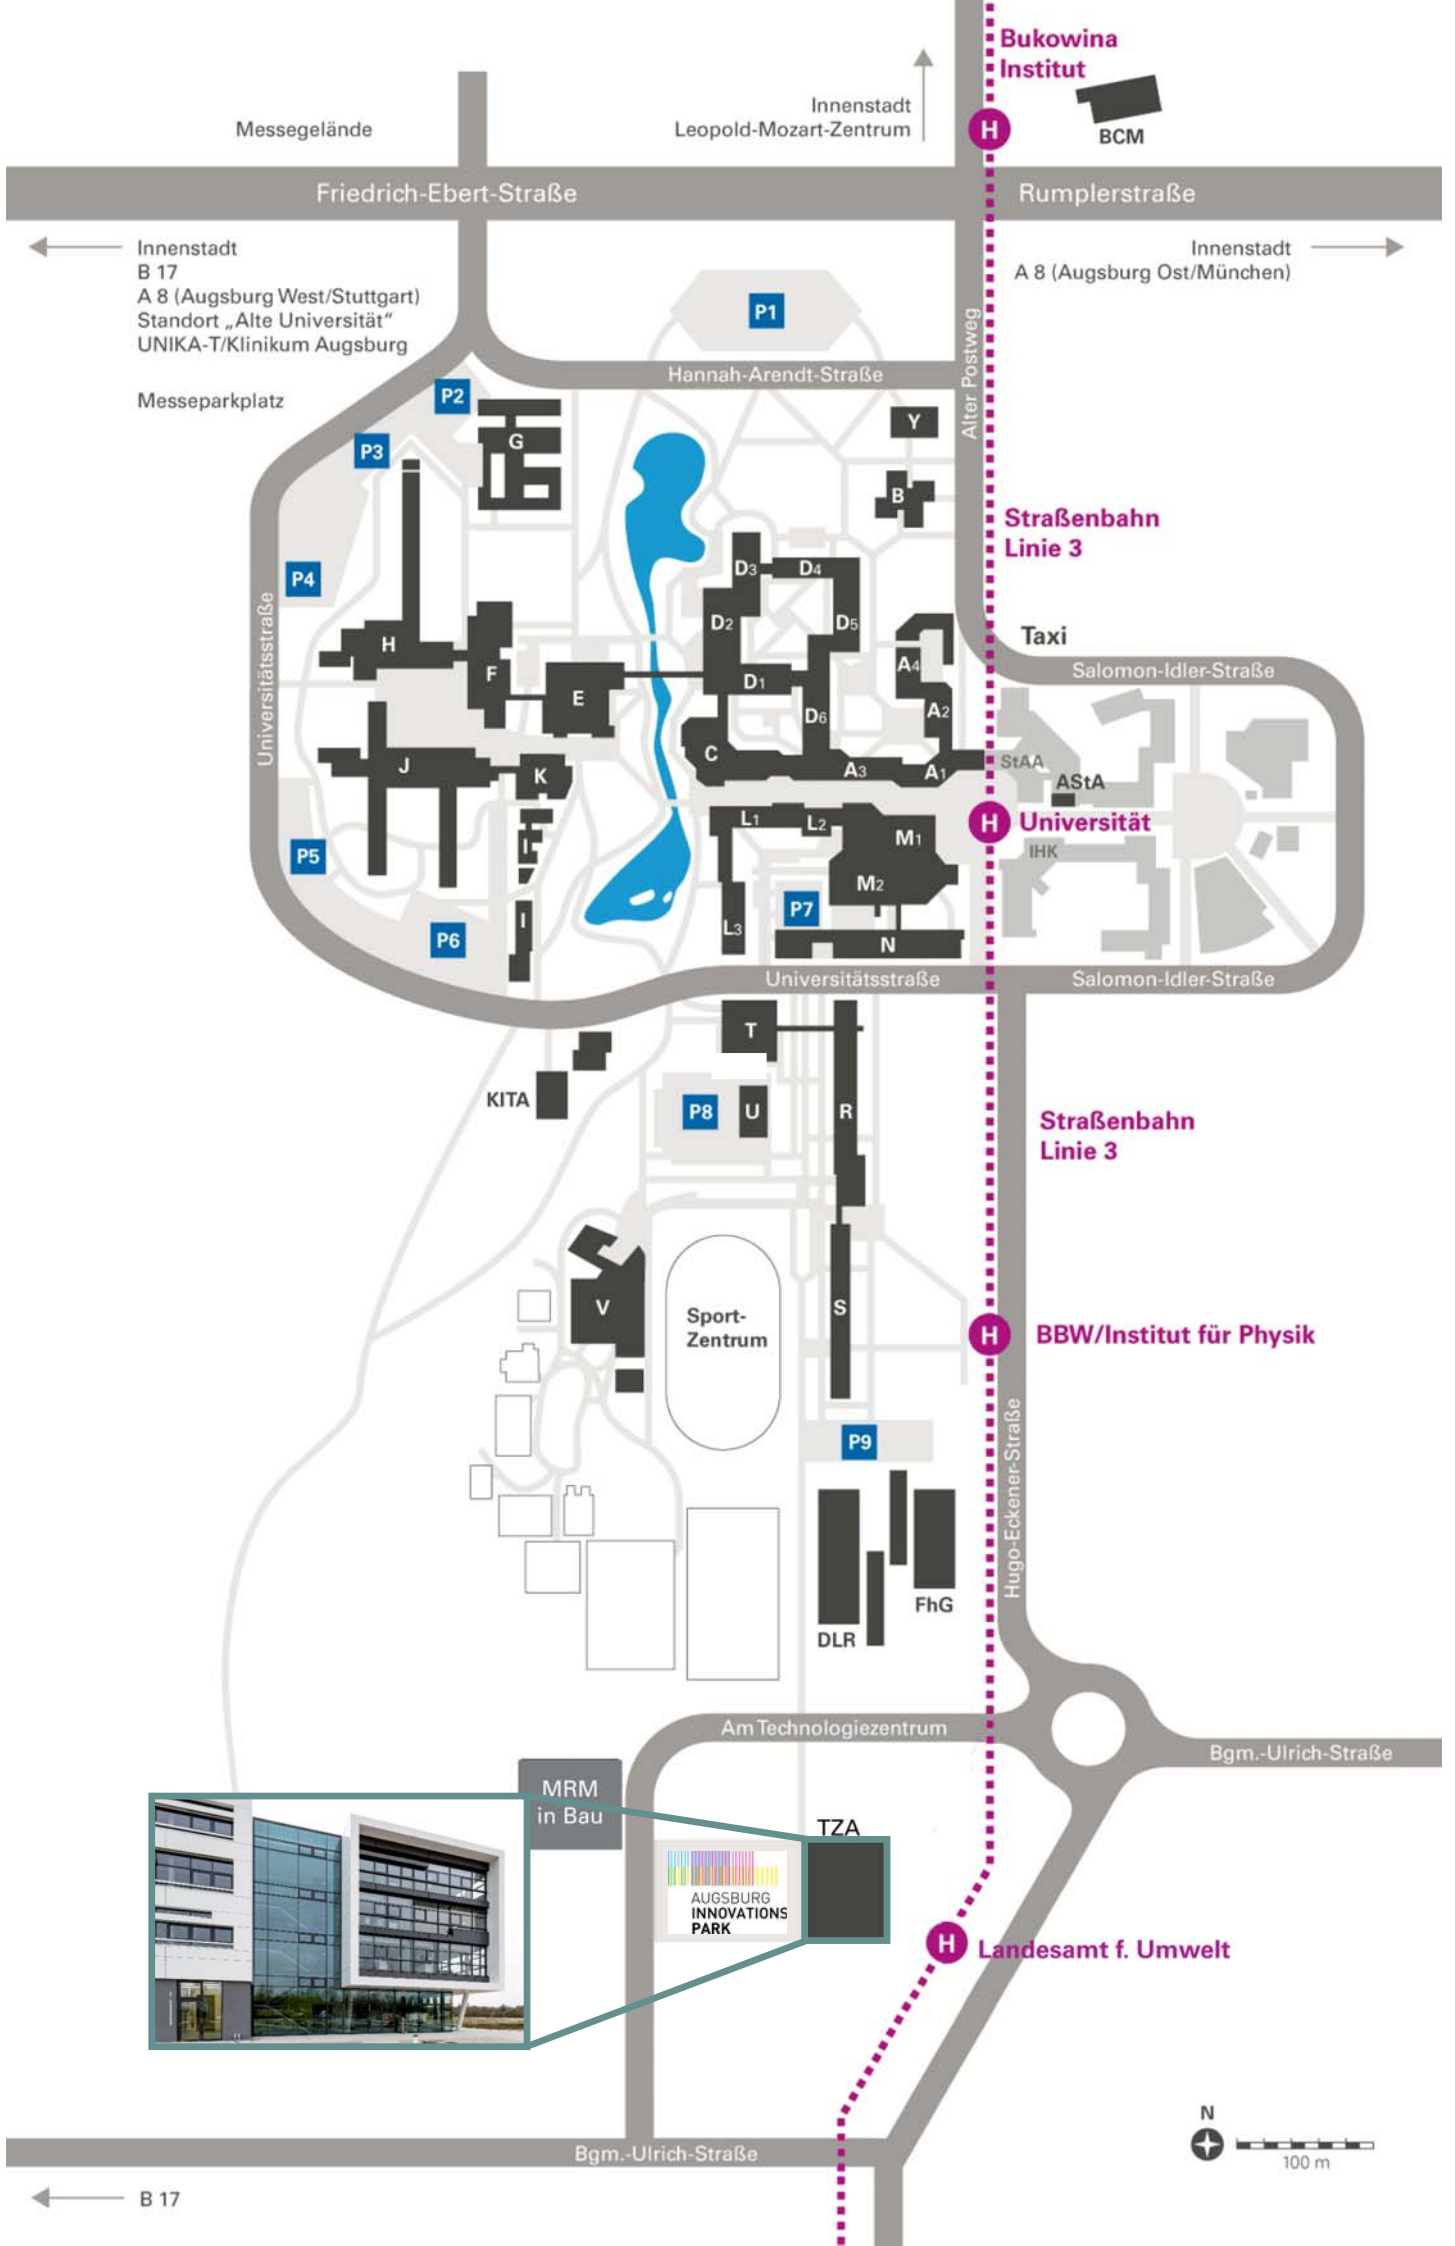 Bukowina
Institut
Innenstadt
Leopold-Mozart-Zentrum
Messegelände
H
BCM
Friedrich-Ebert-Straße
Rumplerstraße
Innenstadt
B 17
A 8 (Augsburg West/Stuttgart)
Standort „Alte Universität“
UNIKA-T/Klinikum Augsburg
Messeparkplatz
Innenstadt
A 8 (Augsburg Ost/München)
P1
Alter Postweg
Hannah-Arendt-Straße
P2
Y
G
P3
B
Straßenbahn
Linie 3
D3
D4
P4
D2
D5
Taxi
H
Universitätsstraße
A4
Salomon-Idler-Straße
F
D1
E
A2
D6
C
StAA
J
A3
A1
K
AStA
L1
L2
H
Universität
M1
I
IHK
P5
M2
P7
I
L3
P6
N
Universitätsstraße
Salomon-Idler-Straße
T
KITA
P8
U
R
Straßenbahn
Linie 3
V
S
Sport-
Zentrum
H
BBW/Institut für Physik
P9
Hugo-Eckener-Straße
FhG
DLR
Am Technologiezentrum
Bgm.-Ulrich-Straße
MRM
in Bau
TZA
AUGSBURG
INNOVATIONS
PARK
H
Landesamt f. Umwelt
N
Bgm.-Ulrich-Straße
100 m
B 17